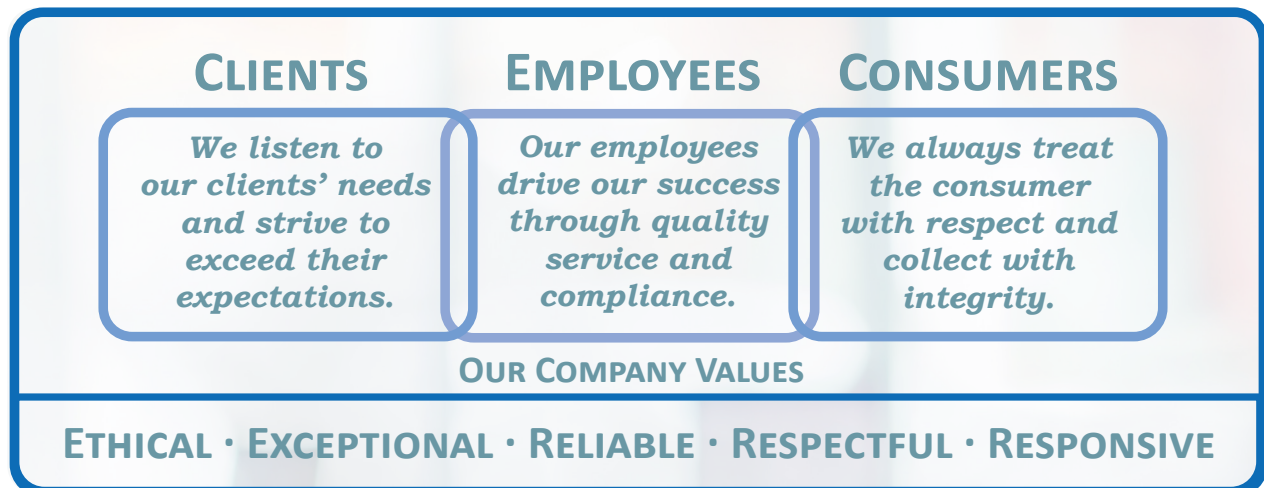 CLIENTS
We listen to
our clients’ needs
and strive to
exceed their
expectations.
EMPLOYEES
Our employees
drive our success
through quality
service and
compliance.
CONSUMERS
We always treat
the consumer
with respect and
collect with
integrity.
OUR COMPANY VALUES
ETHICAL · EXCEPTIONAL · RELIABLE · RESPECTFUL · RESPONSIVE